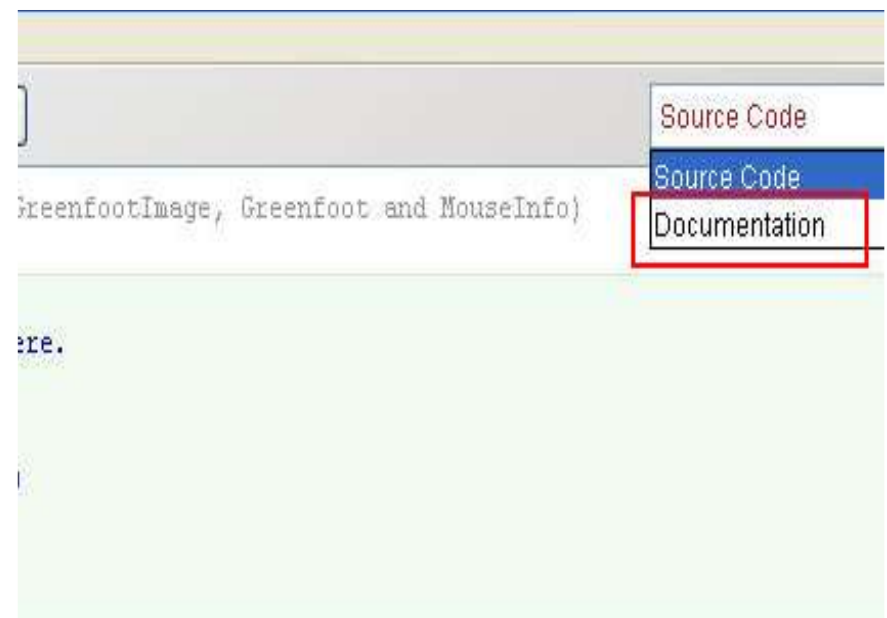 Source Code
Source Code
GreenfootImage, Greenfoot and MouseInfo)
Documentation
ere.